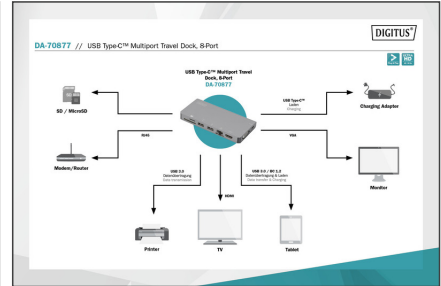 DIGITUS®
DA-70877 // USB Type-C™ Multiport Travel Dock, 8-Port
USB Type-C™ Multiport Travel
Dock, 8-Port
DA-70877
SD / MicroSD
USB Type-C™
Laden
Charging
Charging Adapter
RJ45
VGA
Modem/Router
Monitor
USB 3.0
Datenübertragung
Data transmission
HDMI
USB 3.0 / BC 1.2
Datenübertragung & Laden
Data transfer & Charging
Printer
TV
Tablet